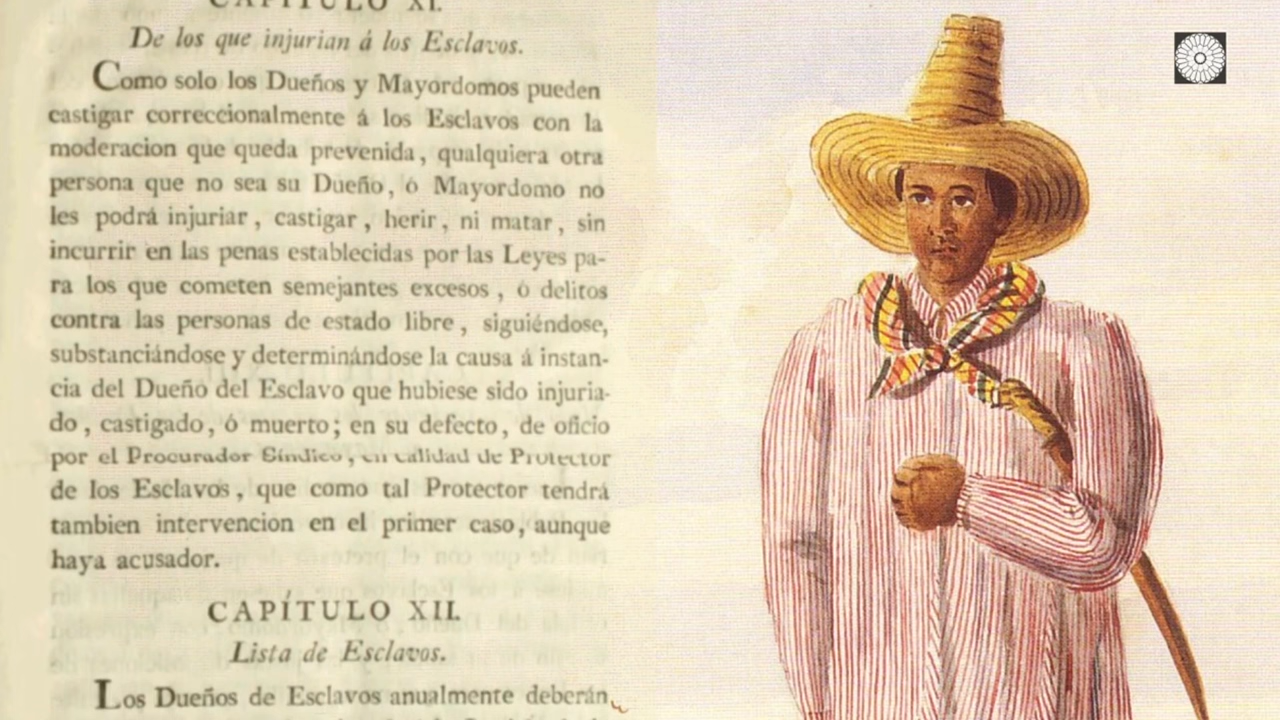 CAPITULO XI.
De los que injurian á los Esclavos.
Como solo los Dueños y Mayordomos pueden
castigar correccionalmente á los Esclavos con la
moderacion que queda prevenida, qualquiera otra
persona que no sea su Dueño, ó Mayordomo no
les podrá injuriar, castigar, herir, ni matar, sin
incurrir en las penas establecidas por las Leyes pa-
ra los que cometen semejantes excesos, ó delitos
contra las personas de estado libre, siguiéndose,
substanciándose y determinándose la causa á instan-
cia del Dueño del Esclavo que hubiese sido injuria-
do, castigado, ó muerto; en su defecto, de oficio
por el Procurador Síndico, en calidad de Protector
de los Esclavos, que como tal Protector tendrá
tambien intervencion en el primer caso, aunque
haya acusador.
CAPÍTULO XII.
Lista de Esclavos.
Los Dueños de Esclavos anualmente deberán